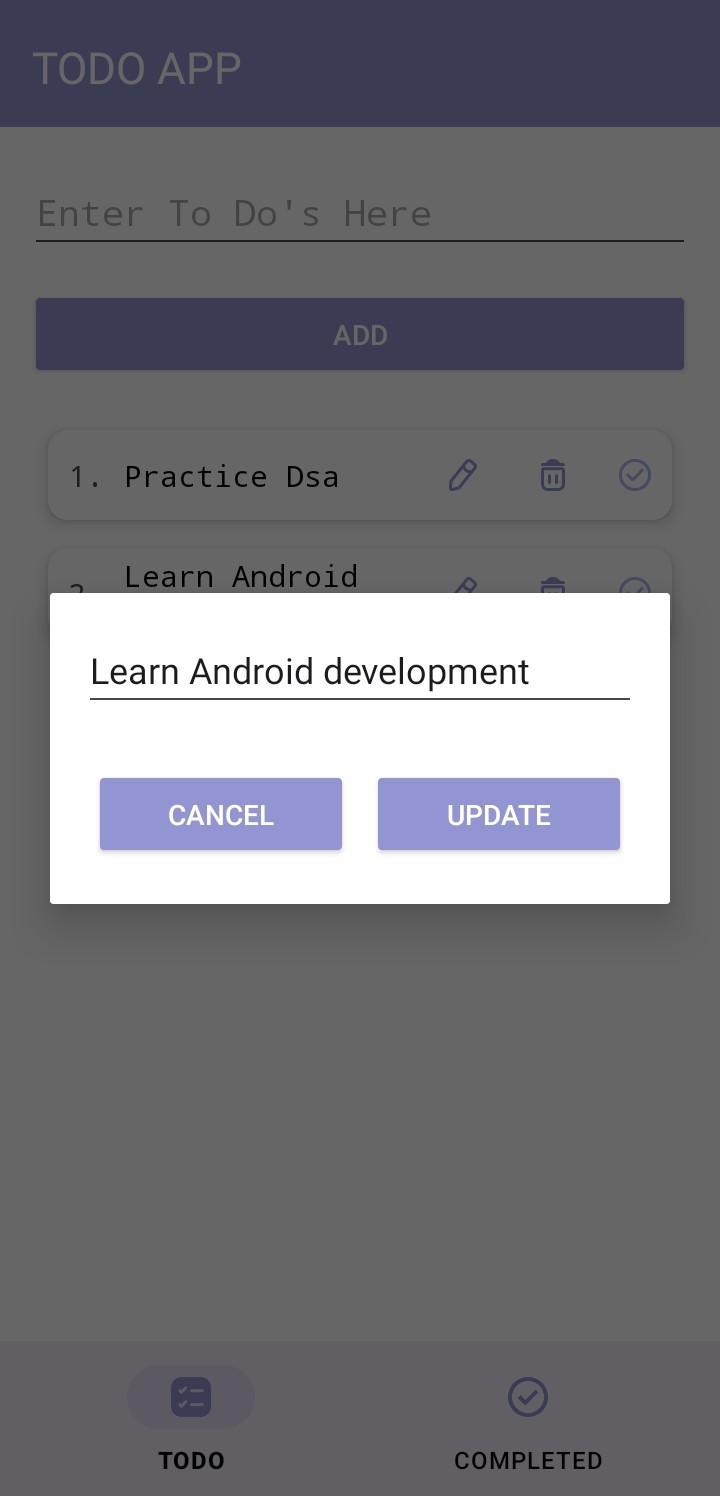 TODO APP
Enter To Do's Here
ADD
1. Practice Dsa
Learn Android
Learn Android development
CANCEL UPDATE
TODO COMPLETED